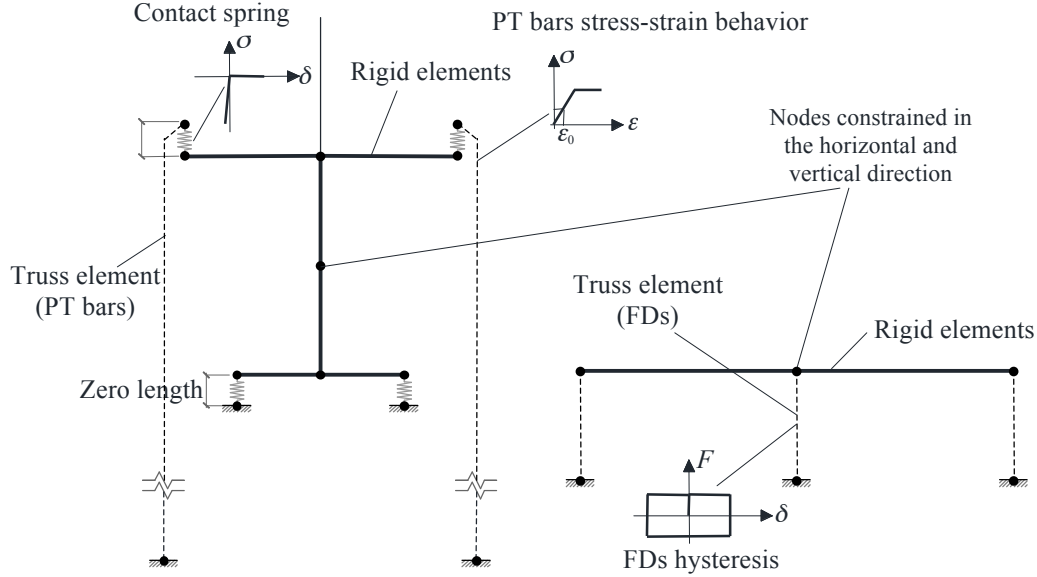 Contact spring
σ
δ
PT bars stress-strain behavior
σ
ε
ε₀
Rigid elements
Nodes constrained in
the horizontal and
vertical direction
Truss element
(PT bars)
Truss element
(FDs)
Rigid elements
Zero length
F
δ
FDs hysteresis